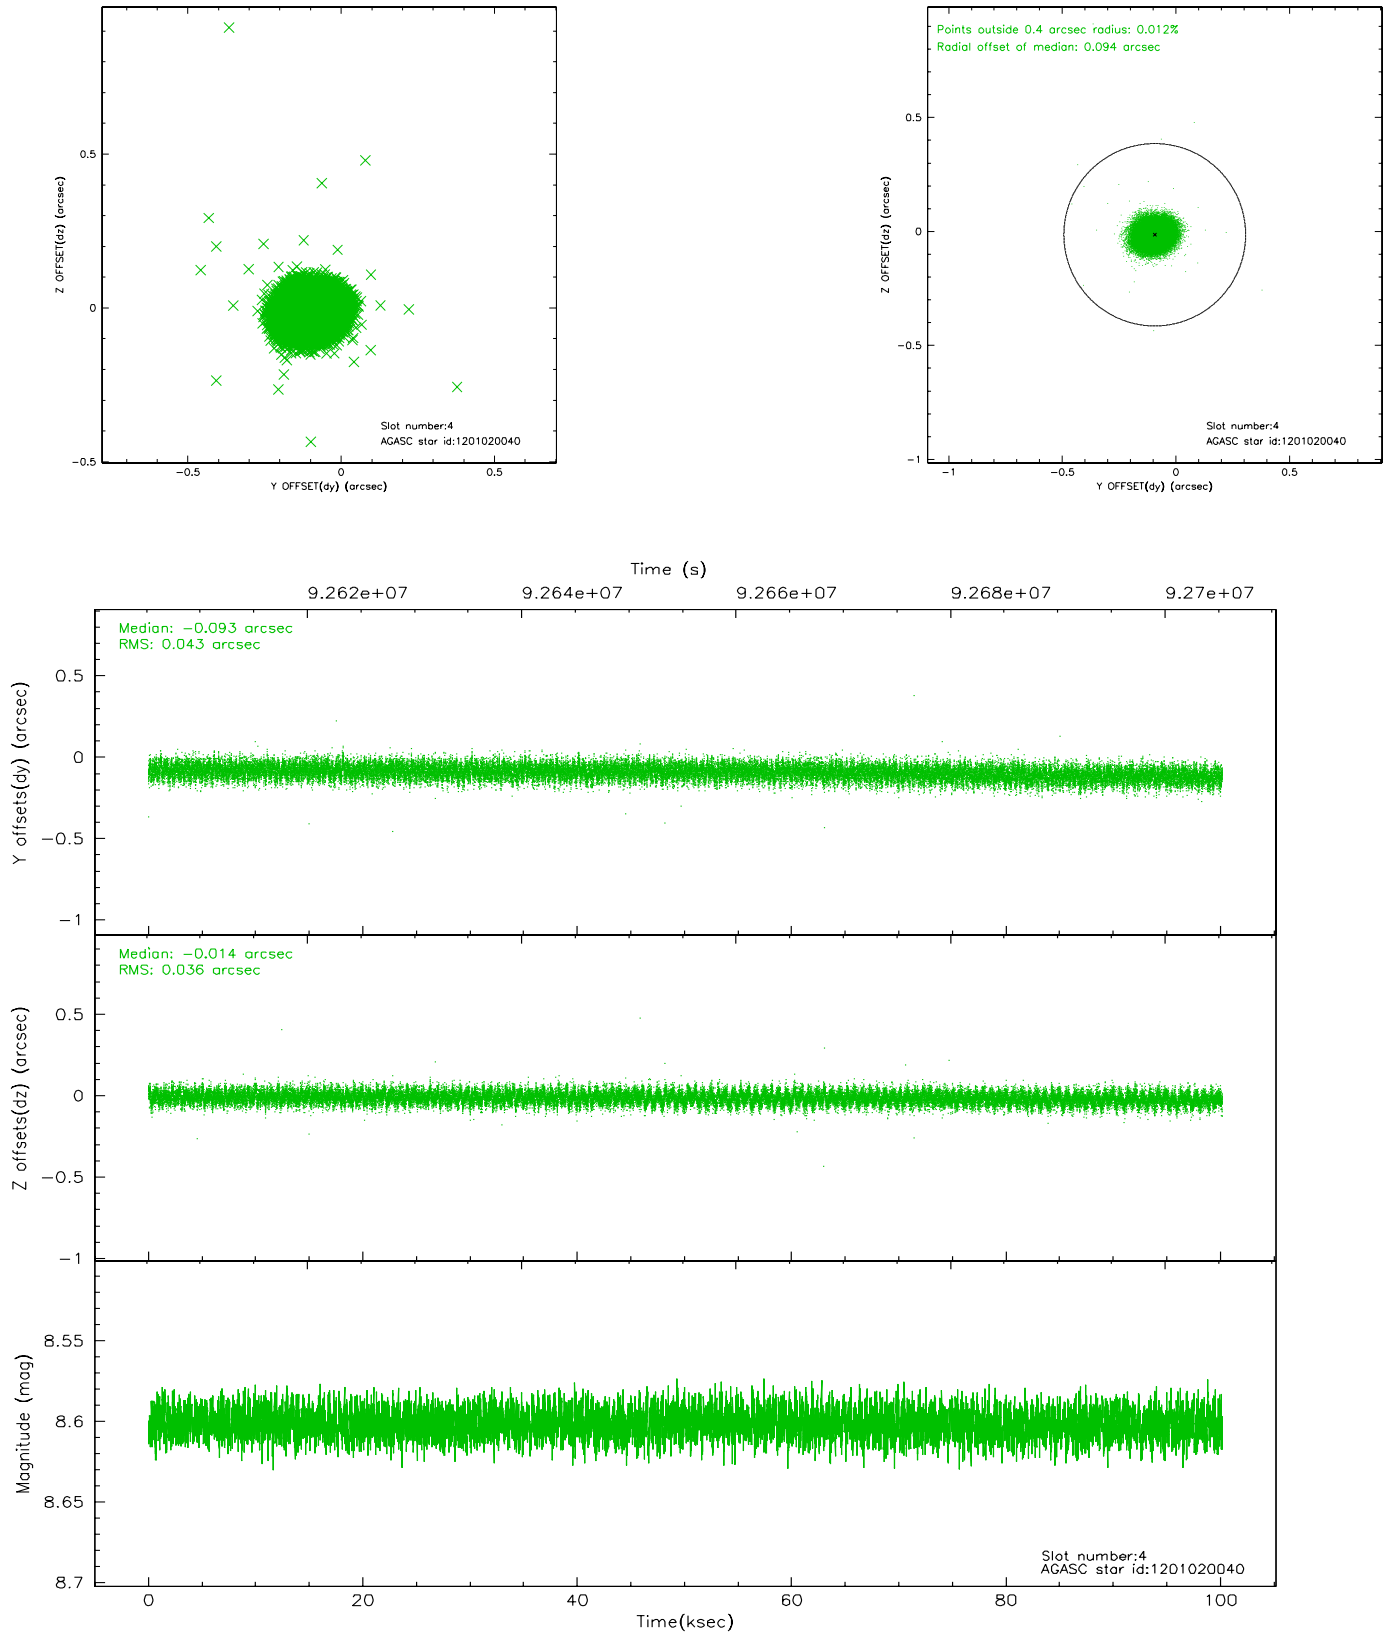 0.5
0
-0.5
Z OFFSET(dz) (arcsec)
Slot number:4
AGASC star id:1201020040
-0.5
0
0.5
Y OFFSET(dy) (arcsec)
Points outside 0.4 arcsec radius: 0.012%
Radial offset of median: 0.094 arcsec
0.5
0
-0.5
-1
Z OFFSET(dz) (arcsec)
Slot number:4
AGASC star id:1201020040
-1
-0.5
0
0.5
Y OFFSET(dy) (arcsec)
Time (s)
9.262e+07
9.264e+07
9.266e+07
9.268e+07
9.27e+07
Median: -0.093 arcsec
RMS: 0.043 arcsec
0.5
0
-0.5
-1
Y offsets(dy) (arcsec)
Median: -0.014 arcsec
RMS: 0.036 arcsec
0.5
0
-0.5
-1
Z offsets(dz) (arcsec)
8.55
8.6
8.65
8.7
Magnitude (mag)
Slot number:4
AGASC star id:1201020040
0
20
40
60
80
100
Time(ksec)